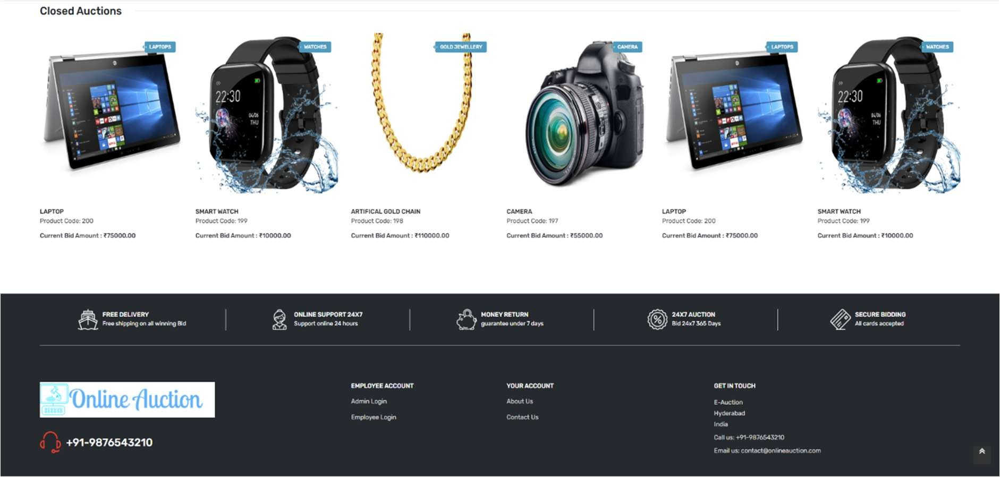 Closed Auctions
LAPTOPS
WATCHES
GOLD JEWELLERY
CAMERA
LAPTOPS
WATCHES
22:30
04/06
THU
22:30
04/06
THU
LAPTOP
Product Code: 200
Current Bid Amount : ₹75000.00
SMART WATCH
Product Code: 199
Current Bid Amount : ₹10000.00
ARTIFICAL GOLD CHAIN
Product Code: 198
Current Bid Amount : ₹110000.00
CAMERA
Product Code: 197
Current Bid Amount : ₹55000.00
LAPTOP
Product Code: 200
Current Bid Amount : ₹75000.00
SMART WATCH
Product Code: 199
Current Bid Amount : ₹10000.00
FREE DELIVERY
Free shipping on all winning Bid
ONLINE SUPPORT 24X7
Support online 24 hours
MONEY RETURN
guarantee under 7 days
24X7 AUCTION
Bid 24x7 365 Days
SECURE BIDDING
All cards accepted
Online Auction
+91-9876543210
EMPLOYEE ACCOUNT
Admin Login
Employee Login
YOUR ACCOUNT
About Us
Contact Us
GET IN TOUCH
E-Auction
Hyderabad
India
Call us: +91-9876543210
Email us: contact@onlineauction.com